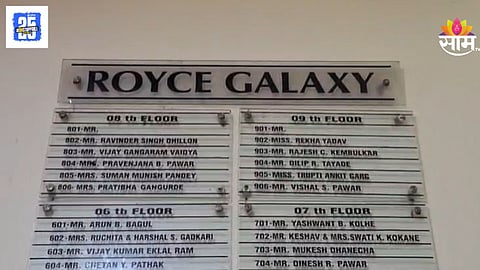 साम TV
ROYCE GALAXY
08 th FLOOR
801-MR.
802-MR. RAVINDER SINGH DHILLON
803-MR. VIJAY GANGARAM VAIDYA
804-MRS. PRAVENJANA R. PAWAR
805-MRS. SUMAN MUNISH PANDEY
806-MRS. PRATIBHA GANGURDE
09 th FLOOR
901-MR.
902-MISS. REKHA YADAV
903-MR. RAJESH C. KEMBULKAR
904-MR. DILIP R. TAYADE
905-MISS. TRUPTI ANKIT GARG
906-MR. VISHAL S. PAWAR
06 th FLOOR
601-MR. ARUN B. BAGUL
602-MRS. RUCHITA & HARSHAL S. GADKARI
603-MR. VIJAY KUMAR EKLAL RAM
604-MR. CHETAN Y. PATHAK
07 th FLOOR
701-MR. YASHWANT B. KOLHE
702-MR. KESHAV & MRS.SWATI K. KOKANE
703-MR. MUKESH DHANECHA
704-MR. DINESH R. PAWAR